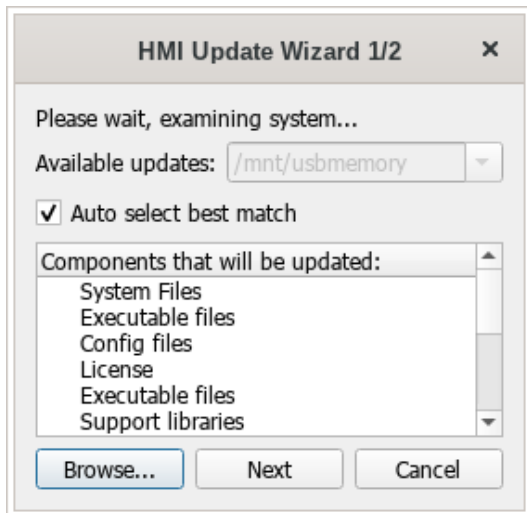 HMI Update Wizard 1/2 ×
Please wait, examining system...
Available updates: /mnt/usbmemory
Auto select best match
Components that will be updated:
System Files
Executable files
Config files
License
Executable files
Support libraries
Browse... Next Cancel